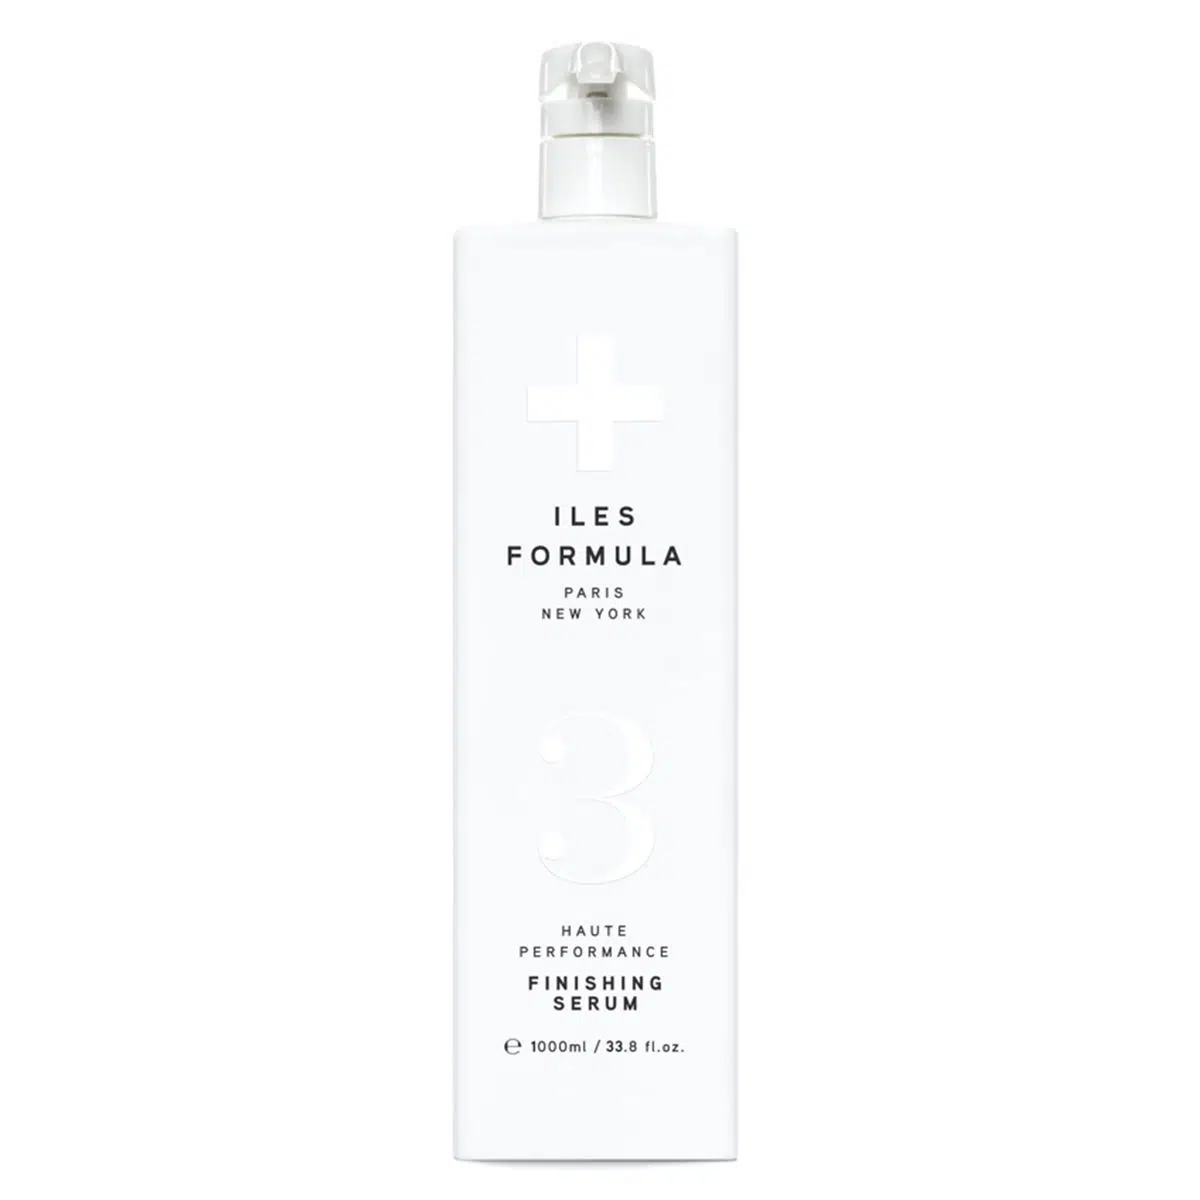 ILES
FORMULA
PARIS
NEW YORK
3
HAUTE
PERFORMANCE
FINISHING
SERUM
℮ 1000ml / 33.8 fl.oz.